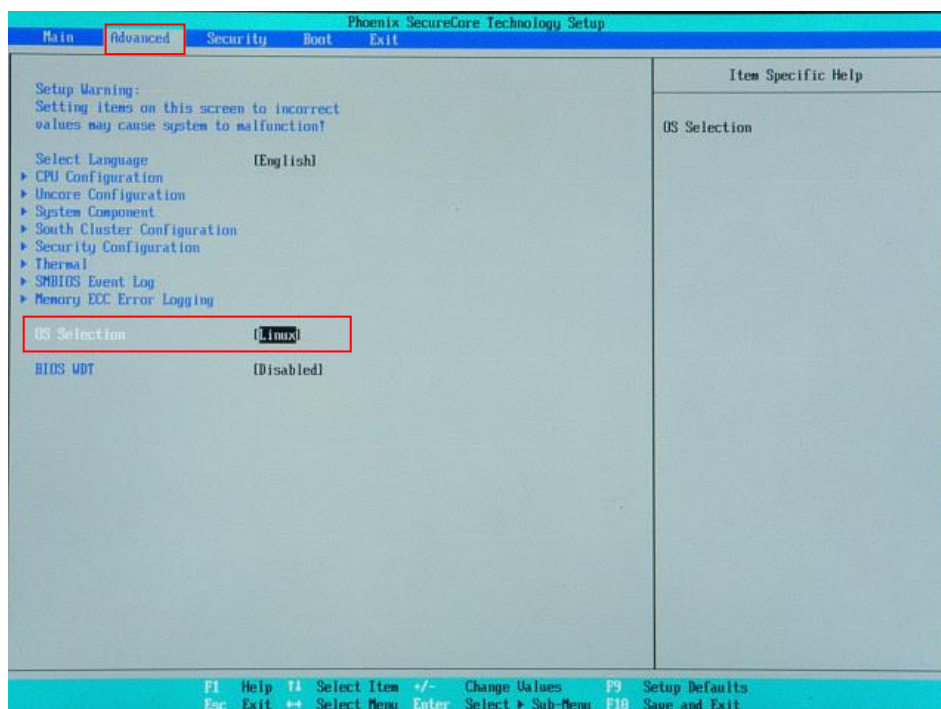 Phoenix SecureCore Technology Setup
Main Advanced Security Boot Exit
Item Specific Help
Setup Warning:
Setting items on this screen to incorrect
values may cause system to malfunction!
OS Selection
Select Language [English]
▶ CPU Configuration
▶ Uncore Configuration
▶ System Component
▶ South Cluster Configuration
▶ Security Configuration
▶ Thermal
▶ SMBIOS Event Log
▶ Memory ECC Error Logging
OS Selection [Linux]
BIOS WDT [Disabled]
F1 Help ↑↓ Select Item +/- Change Values F9 Setup Defaults
Esc Exit ↔ Select Menu Enter Select ▶ Sub-Menu F10 Save and Exit